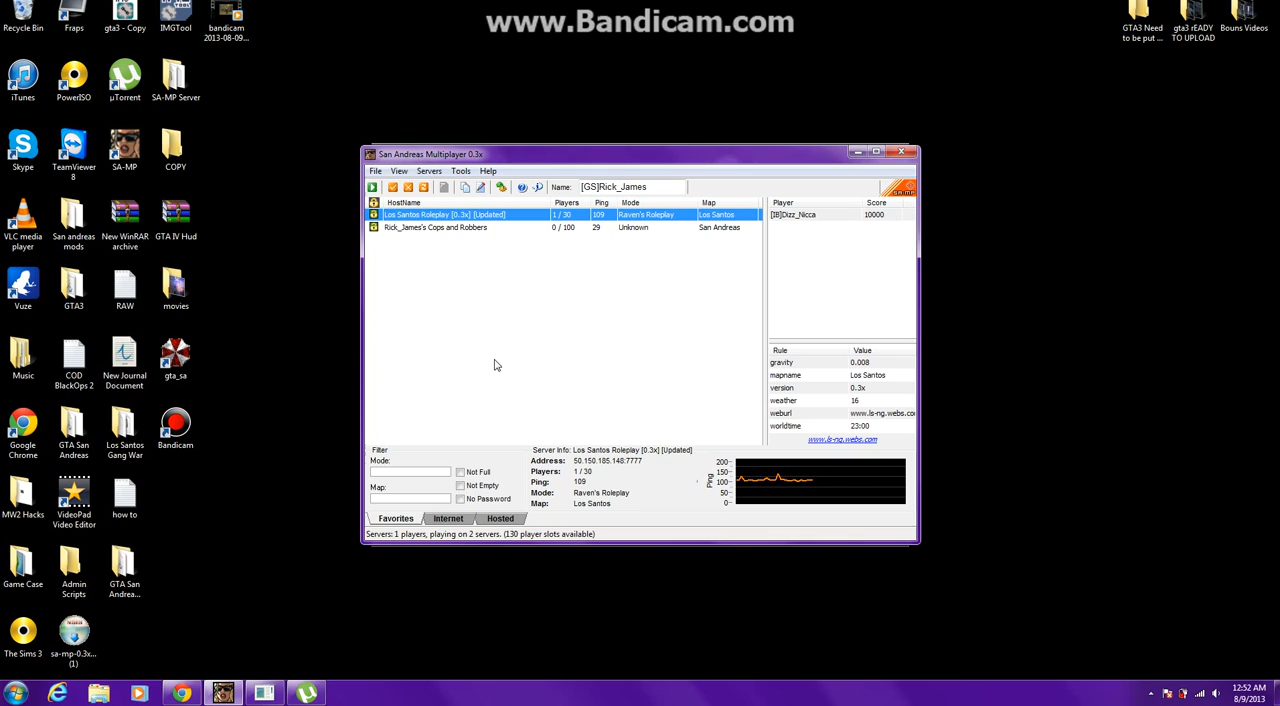 www.Bandicam.com
Recycle Bin
Fraps
gta3 - Copy
IMGTool
bandicam
2013-08-09...
GTA3 Need
to be put ...
gta3 rEADY
TO UPLOAD
Bouns Videos
iTunes
PowerISO
µTorrent
SA-MP Server
Skype
TeamViewer
8
SA-MP
COPY
VLC media
player
San andreas
mods
New WinRAR
archive
GTA IV Hud
Vuze
GTA3
RAW
movies
Music
COD
BlackOps 2
New Journal
Document
gta_sa
Google
Chrome
GTA San
Andreas
Los Santos
Gang War
Bandicam
MW2 Hacks
VideoPad
Video Editor
how to
Game Case
Admin
Scripts
GTA San
Andrea...
The Sims 3
sa-mp-0.3x...
(1)
San Andreas Multiplayer 0.3x
File View Servers Tools Help
Name: [GS]Rick_James
HostName Players Ping Mode Map
Los Santos Roleplay [0.3x] [Updated] 1 / 30 109 Raven's Roleplay Los Santos
Rick_James's Cops and Robbers 0 / 100 29 Unknown San Andreas
Player Score
[IB]Dizz_Nicca 10000
Rule Value
gravity 0.008
mapname Los Santos
version 0.3x
weather 16
weburl www.ls-ng.webs.co
worldtime 23:00
www.ls-ng.webs.com
Filter
Mode:
Map:
Not Full
Not Empty
No Password
Server Info: Los Santos Roleplay [0.3x] [Updated]
Address: 50.150.185.148:7777
Players: 1 / 30
Ping: 109
Mode: Raven's Roleplay
Map: Los Santos
Ping
200
150
100
50
0
Favorites Internet Hosted
Servers: 1 players, playing on 2 servers. (130 player slots available)
12:52 AM
8/9/2013